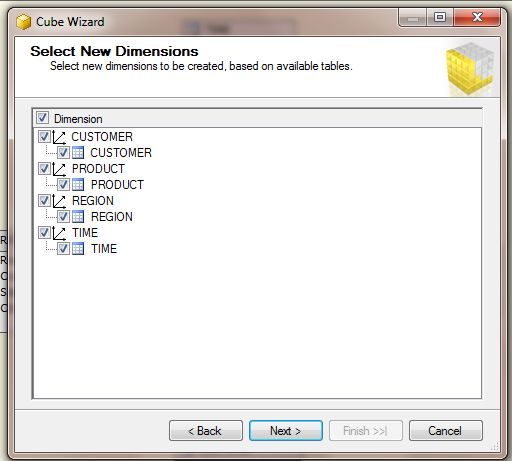 Cube Wizard
Select New Dimensions
Select new dimensions to be created, based on available tables.
Dimension
CUSTOMER
CUSTOMER
PRODUCT
PRODUCT
REGION
REGION
TIME
TIME
< Back
Next >
Finish >>|
Cancel